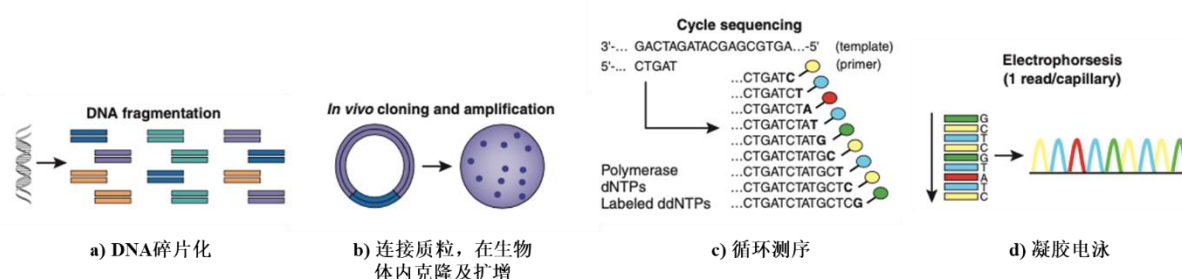 DNA fragmentation
a) DNA碎片化
In vivo cloning and amplification
b) 连接质粒，在生物
体内克隆及扩增
Cycle sequencing
3'-... GACTAGATACGAGCGTGA...-5' (template)
5'-... CTGAT (primer)
...CTGATC
...CTGATCT
...CTGATCTA
...CTGATCTAT
...CTGATCTATG
...CTGATCTATGC
...CTGATCTATGCT
...CTGATCTATGCTC
...CTGATCTATGCTCG
Polymerase
dNTPs
Labeled ddNTPs
c) 循环测序
Electrophorsesis
(1 read/capillary)
G
C
T
C
G
T
A
T
C
d) 凝胶电泳